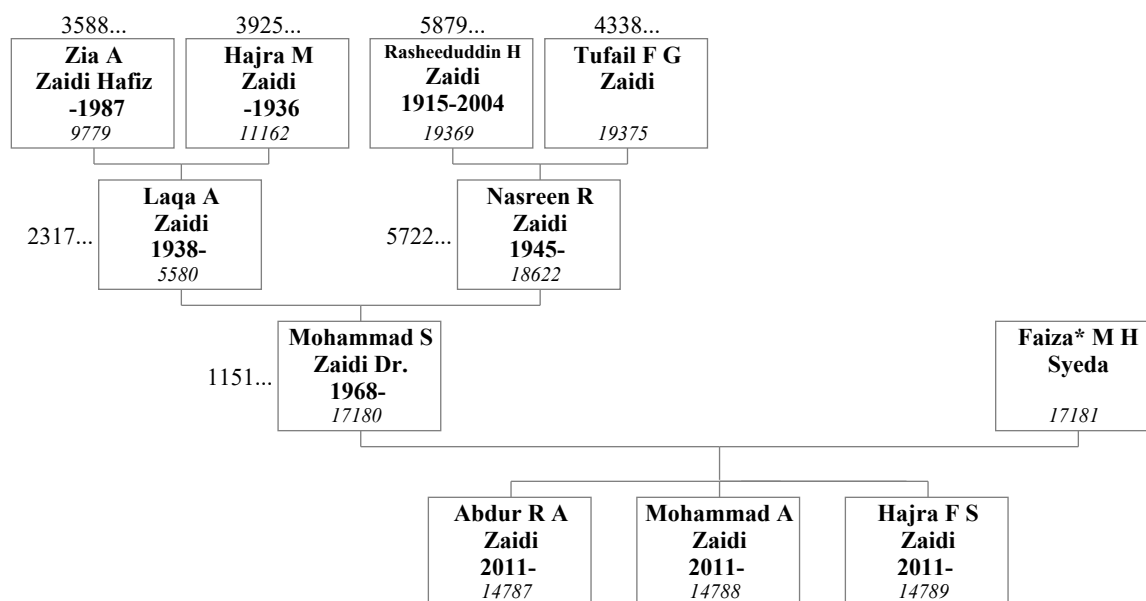 3588...
3925...
5879...
4338...
Zia A
Zaidi Hafiz
-1987
9779
Hajra M
Zaidi
-1936
11162
Rasheeduddin H
Zaidi
1915-2004
19369
Tufail F G
Zaidi
19375
2317...
Laqa A
Zaidi
1938-
5580
5722...
Nasreen R
Zaidi
1945-
18622
1151...
Mohammad S
Zaidi Dr.
1968-
17180
Faiza* M H
Syeda
17181
Abdur R A
Zaidi
2011-
14787
Mohammad A
Zaidi
2011-
14788
Hajra F S
Zaidi
2011-
14789